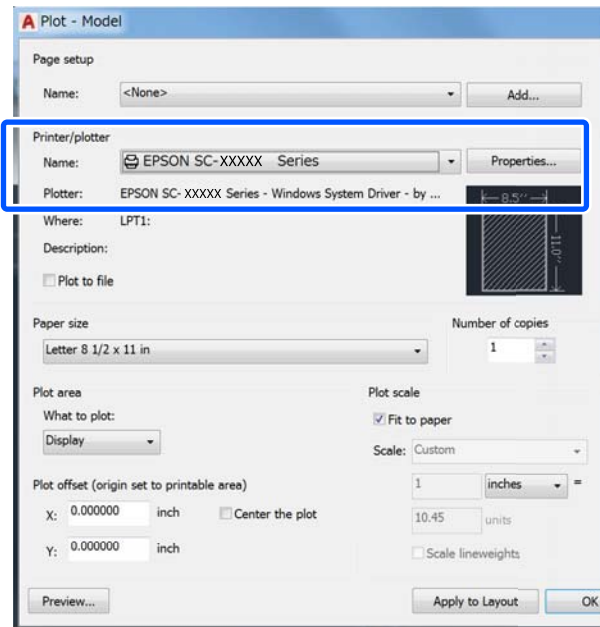 A Plot - Model
Page setup
Name: <None> Add...
Printer/plotter
Name: EPSON SC-XXXXX Series Properties...
Plotter: EPSON SC- XXXXX Series - Windows System Driver - by ...
8.5''
Where: LPT1:
11.0''
Description:
Plot to file
Paper size
Number of copies
Letter 8 1/2 x 11 in
1
Plot area
Plot scale
What to plot:
Fit to paper
Display
Scale: Custom
Plot offset (origin set to printable area)
1 inches =
X: 0.000000 inch Center the plot
10.45 units
Y: 0.000000 inch
Scale lineweights
Preview... Apply to Layout OK